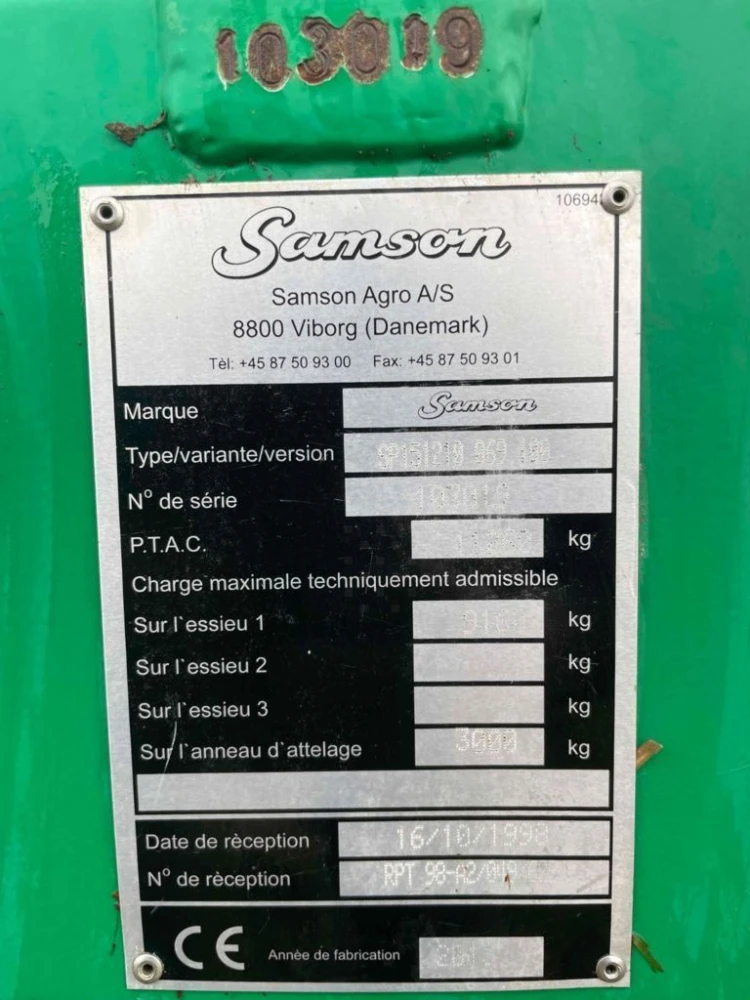 103019
10694
Samson
Samson Agro A/S
8800 Viborg (Danemark)
Tèl: +45 87 50 93 00 Fax: +45 87 50 93 01
Marque Samson
Type/variante/version
N° de série
P.T.A.C. kg
Charge maximale techniquement admissible
Sur l`essieu 1 kg
Sur l`essieu 2 kg
Sur l`essieu 3 kg
Sur l`anneau d`attelage 3000 kg
Date de rèception 16/10/1998
N° de rèception RPT
CE Annèe de fabrication